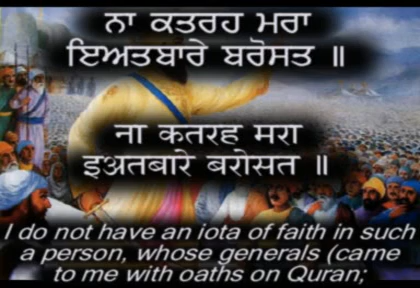 ਨਾ ਕਤਰਹ ਮਰਾ
ਇਅਤਬਾਰੇ ਬਰੋਸਤ ॥
ना कतरह मरा
इअतबारे बरोसत ॥
I do not have an iota of faith in such
a person, whose generals (came
to me with oaths on Quran;